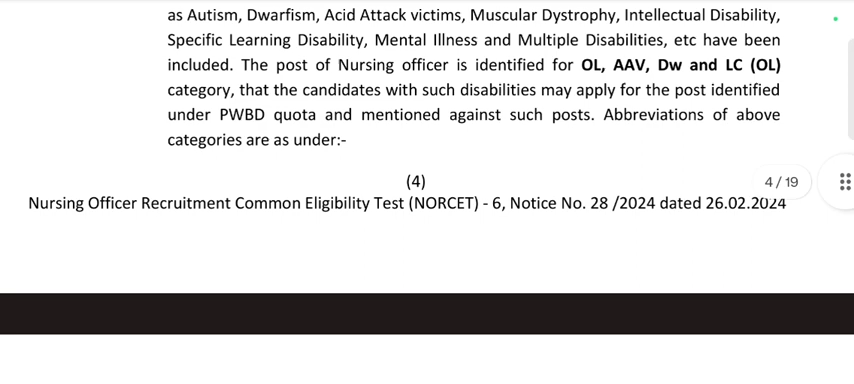 as Autism, Dwarfism, Acid Attack victims, Muscular Dystrophy, Intellectual Disability,
Specific Learning Disability, Mental Illness and Multiple Disabilities, etc have been
included. The post of Nursing officer is identified for OL, AAV, Dw and LC (OL)
category, that the candidates with such disabilities may apply for the post identified
under PWBD quota and mentioned against such posts. Abbreviations of above
categories are as under:-
(4)
4 / 19
Nursing Officer Recruitment Common Eligibility Test (NORCET) - 6, Notice No. 28 /2024 dated 26.02.2024